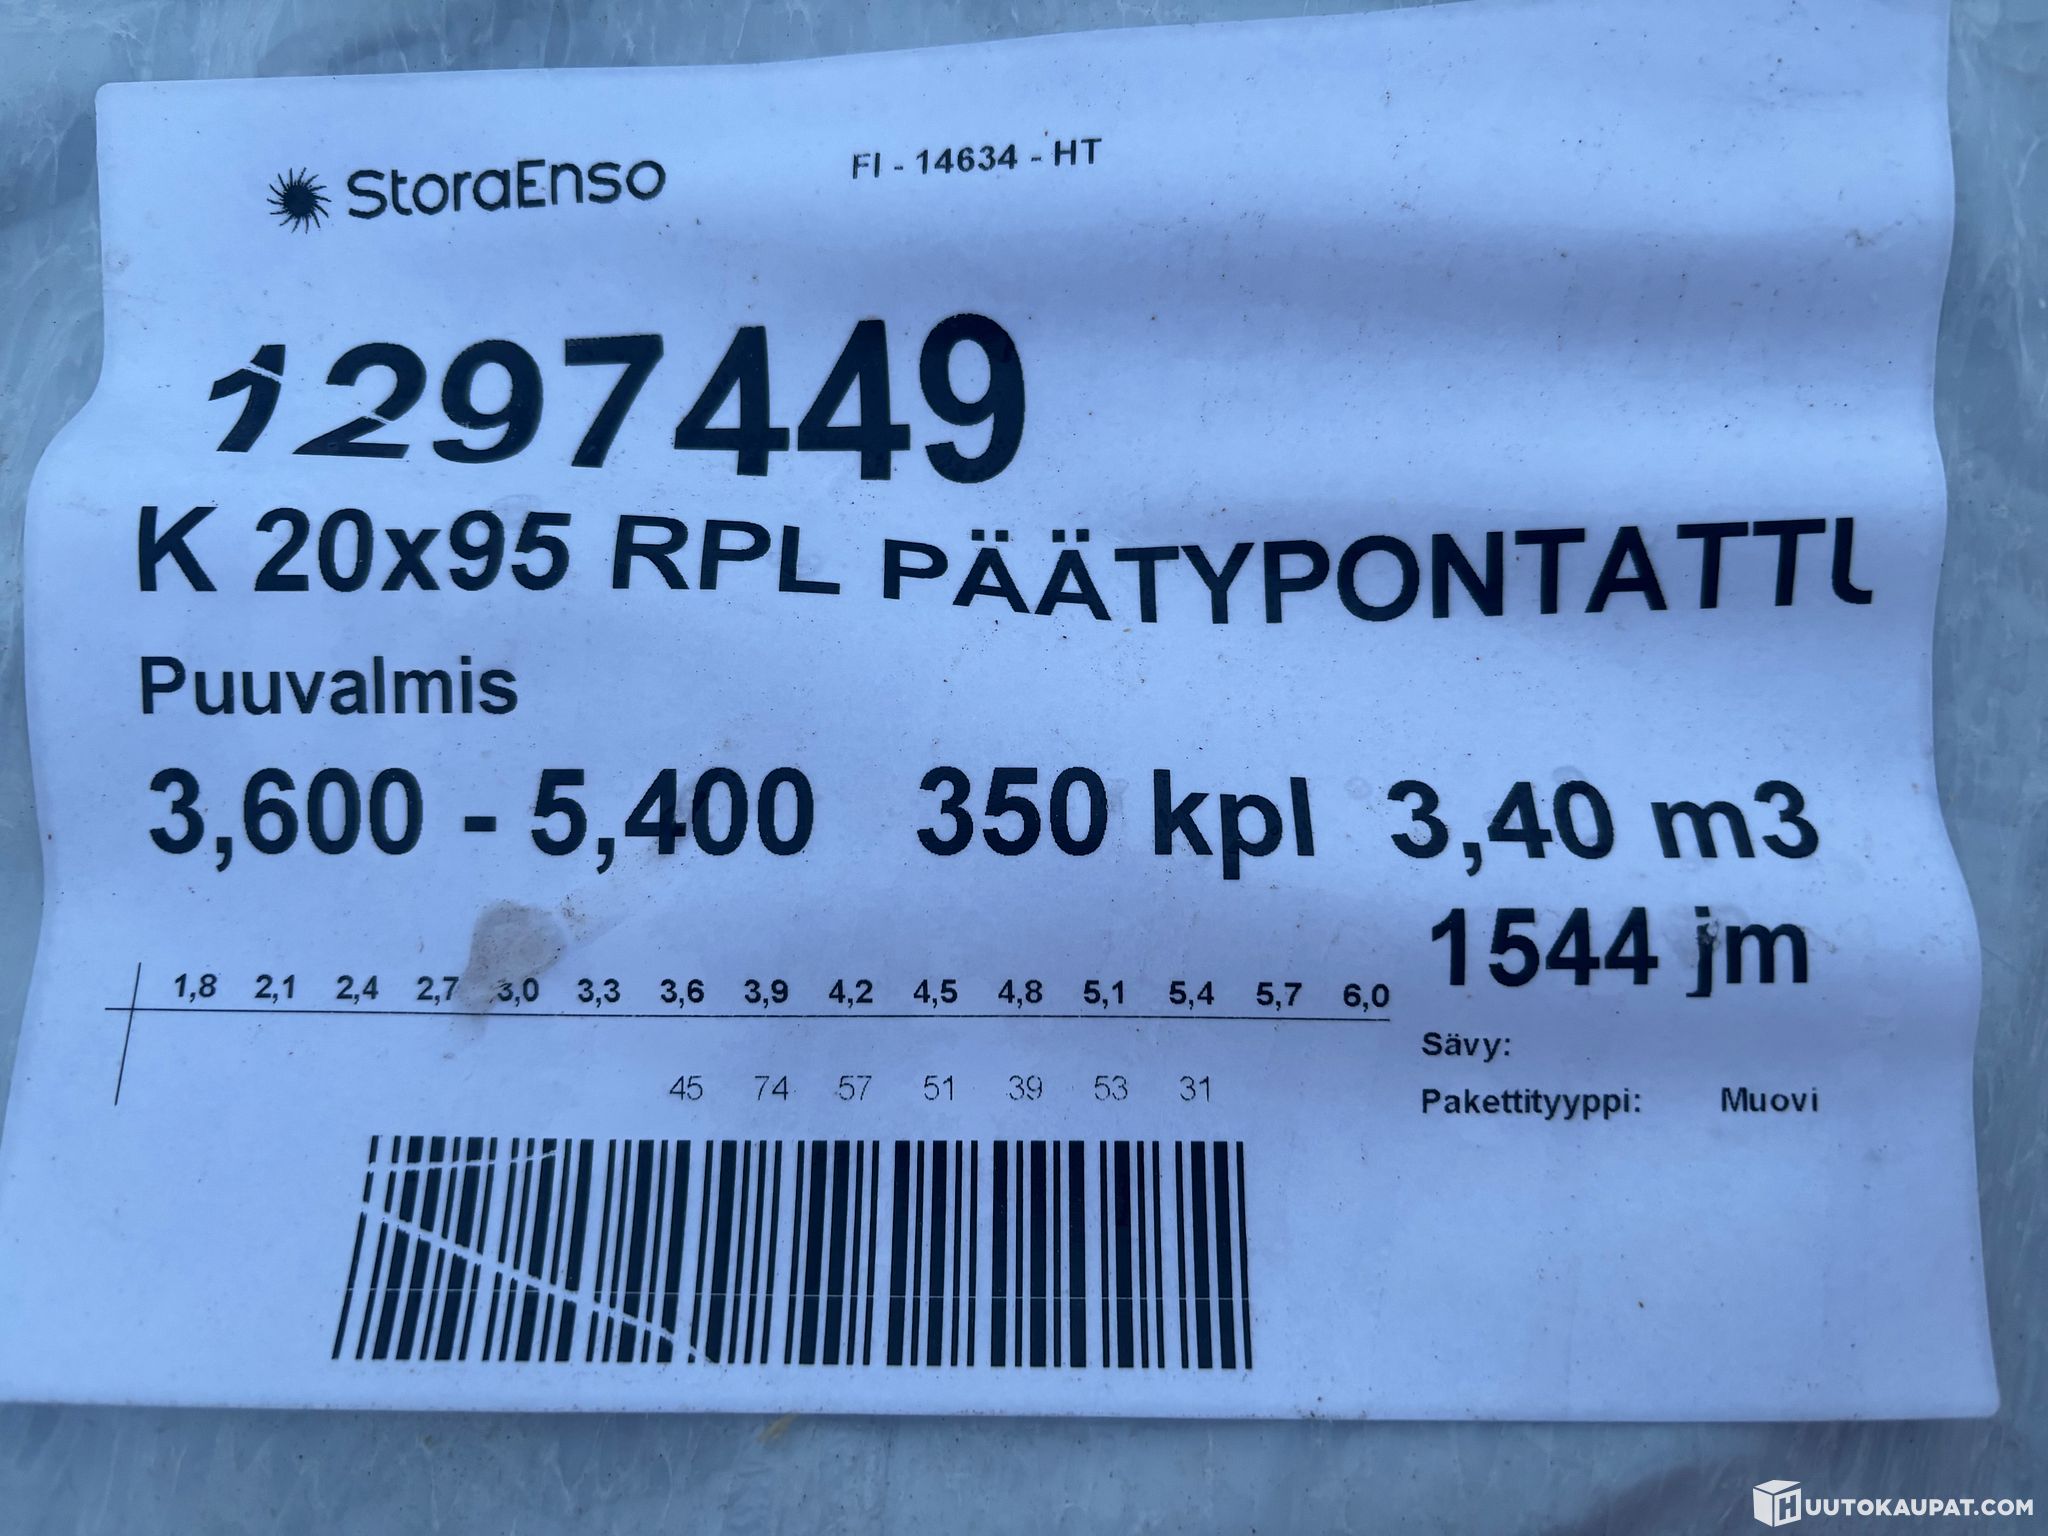 StoraEnso
FI - 14634 - HT
1297449
K 20x95 RPL PÄÄTYPONTATTU
Puuvalmis
3,600 - 5,400 350 kpl 3,40 m3
1544 jm
1,8 2,1 2,4 2,7 3,0 3,3 3,6 3,9 4,2 4,5 4,8 5,1 5,4 5,7 6,0
45 74 57 51 39 53 31
Sävy:
Pakettityyppi: Muovi
HUUTOKAUPAT.COM